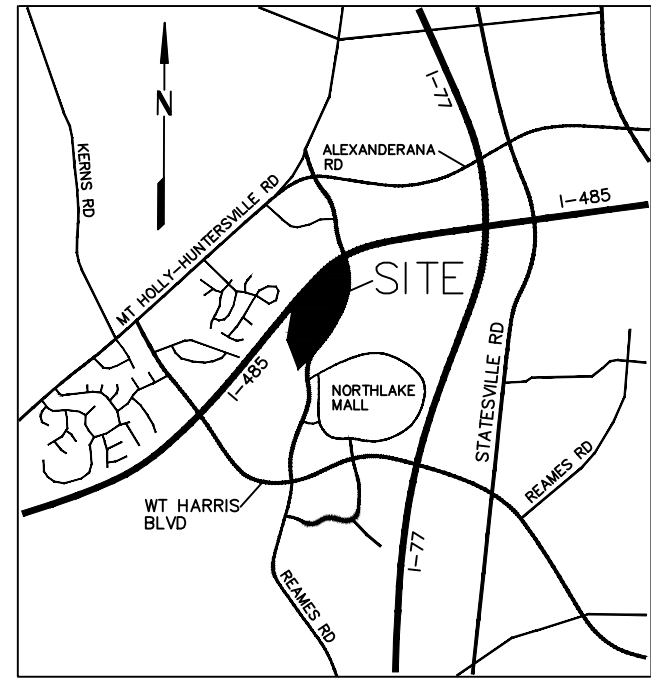 I-77
N
ALEXANDERANA
RD
KERNS RD
I-485
MT HOLLY-HUNTERSVILLE RD
SITE
I-485
NORTHLAKE
MALL
STATESVILLE RD
REAMES RD
WT HARRIS
BLVD
I-77
REAMES RD